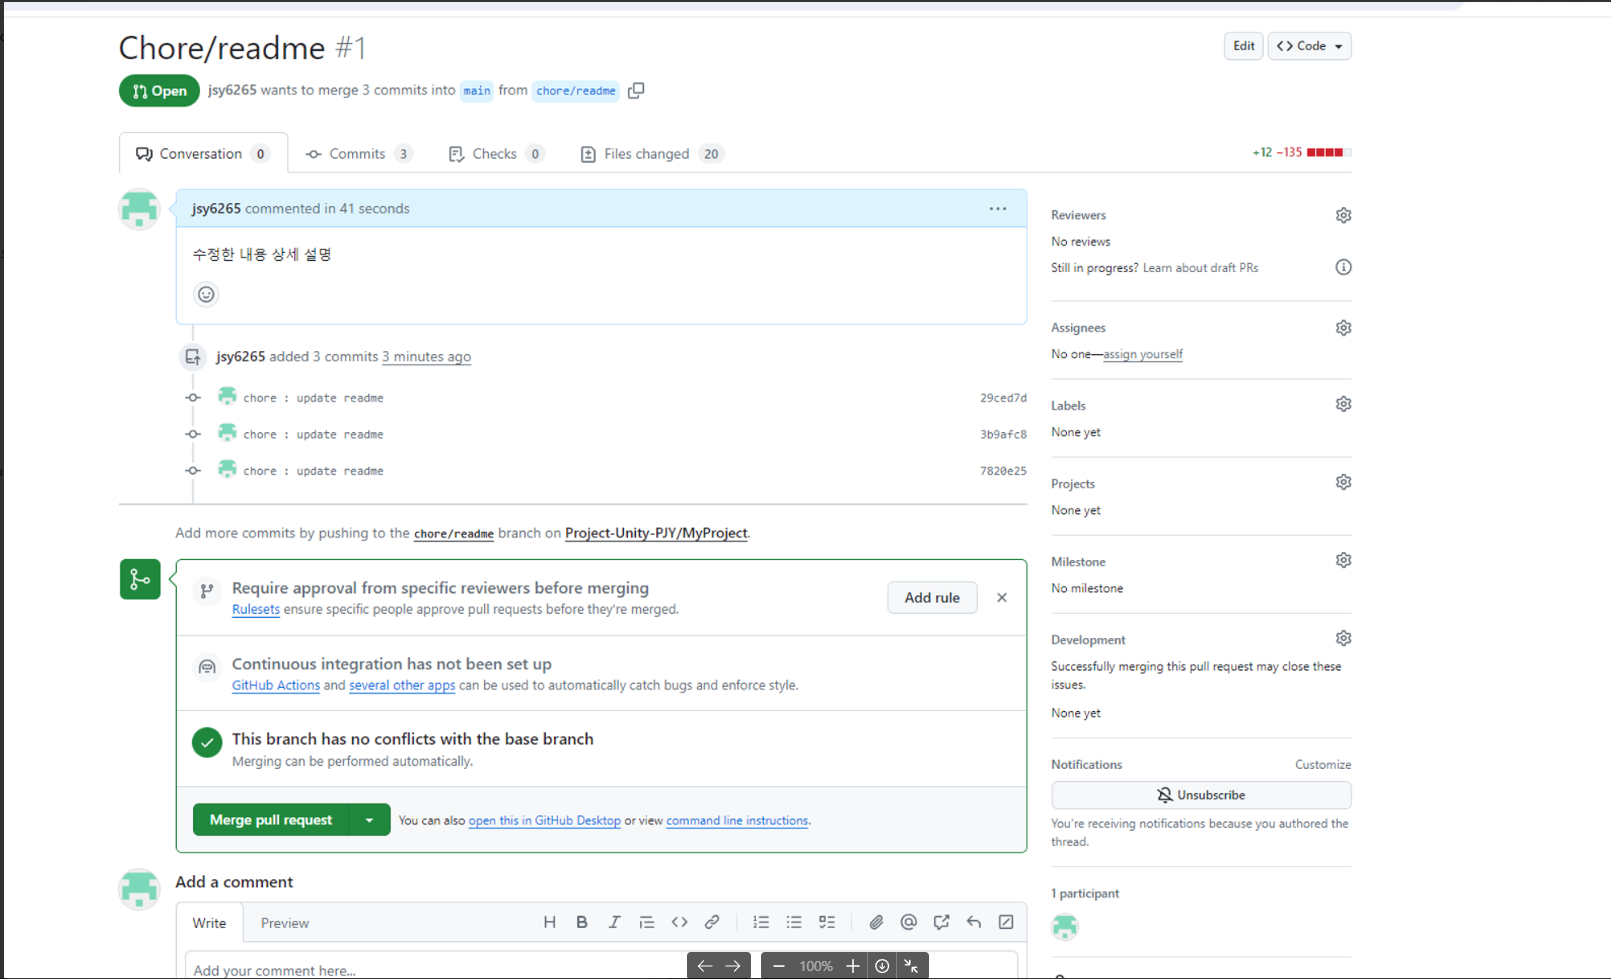 Chore/readme #1
Edit
Code
Open
jsy6265 wants to merge 3 commits into main from chore/readme
Conversation 0
Commits 3
Checks 0
Files changed 20
+12 −135
jsy6265 commented in 41 seconds
수정한 내용 상세 설명
jsy6265 added 3 commits 3 minutes ago
chore : update readme 29ced7d
chore : update readme 3b9afc8
chore : update readme 7820e25
Add more commits by pushing to the chore/readme branch on Project-Unity-PJY/MyProject.
Require approval from specific reviewers before merging
Rulesets ensure specific people approve pull requests before they're merged.
Add rule
Continuous integration has not been set up
GitHub Actions and several other apps can be used to automatically catch bugs and enforce style.
This branch has no conflicts with the base branch
Merging can be performed automatically.
Merge pull request
You can also open this in GitHub Desktop or view command line instructions.
Add a comment
Write
Preview
Add your comment here...
100%
Reviewers
No reviews
Still in progress? Learn about draft PRs
Assignees
No one—assign yourself
Labels
None yet
Projects
None yet
Milestone
No milestone
Development
Successfully merging this pull request may close these
issues.
None yet
Notifications
Customize
Unsubscribe
You're receiving notifications because you authored the
thread.
1 participant